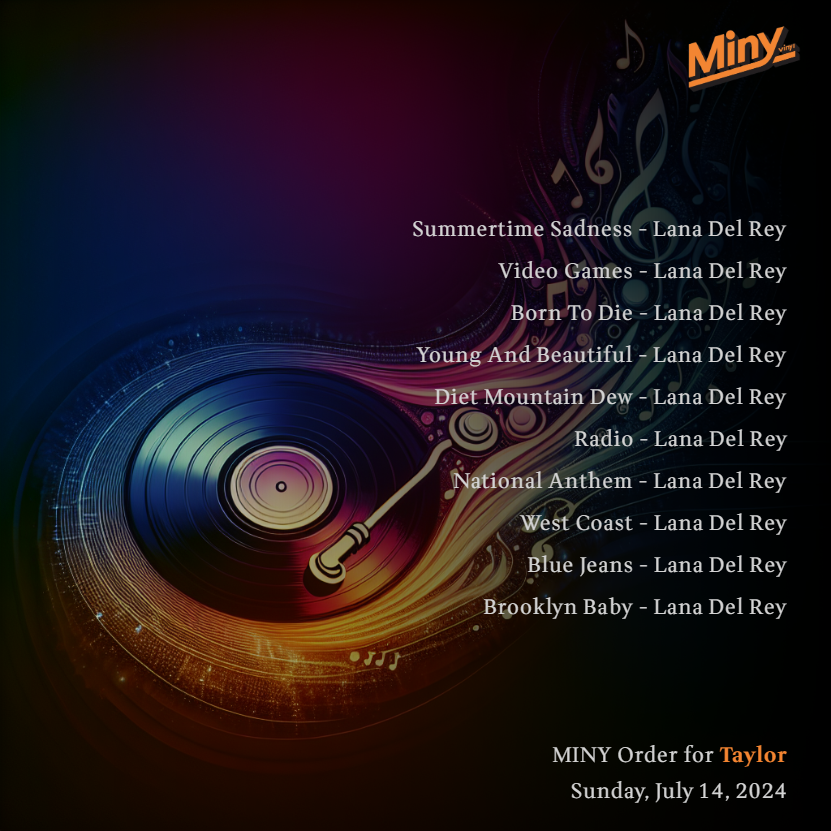 Miny
vinyl
Summertime Sadness - Lana Del Rey
Video Games - Lana Del Rey
Born To Die - Lana Del Rey
Young And Beautiful - Lana Del Rey
Diet Mountain Dew - Lana Del Rey
Radio - Lana Del Rey
National Anthem - Lana Del Rey
West Coast - Lana Del Rey
Blue Jeans - Lana Del Rey
Brooklyn Baby - Lana Del Rey
MINY Order for Taylor
Sunday, July 14, 2024